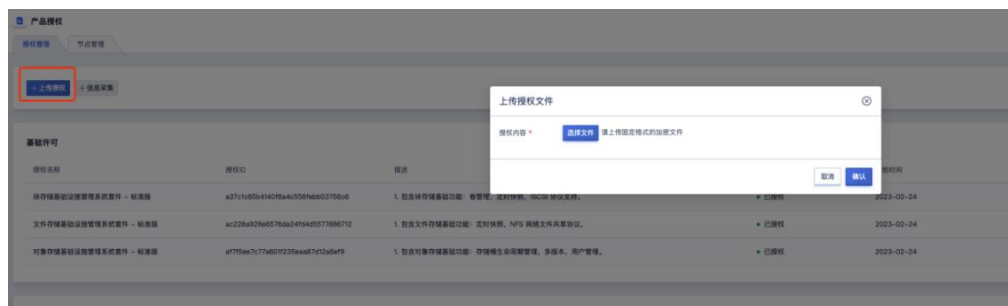 产品授权
授权管理 节点管理
+ 上传授权 + 信息采集
上传授权文件
授权内容 * 选择文件 请上传固定格式的加密文件
取消 确认
基础许可
授权名称 授权ID 描述 时间
块存储基础设施管理系统套件 - 标准版 1. 包含块存储基础功能：卷管理，定时快照，iSCSI 协议支持。 已授权 2023-02-24
文件存储基础设施管理系统套件 - 标准版 1. 包含文件存储基础功能：定时快照，NFS 网络文件共享协议。 已授权 2023-02-24
对象存储基础设施管理系统套件 - 标准版 1. 包含对象存储基础功能：存储桶生命周期管理，多版本，用户管理。 已授权 2023-02-24